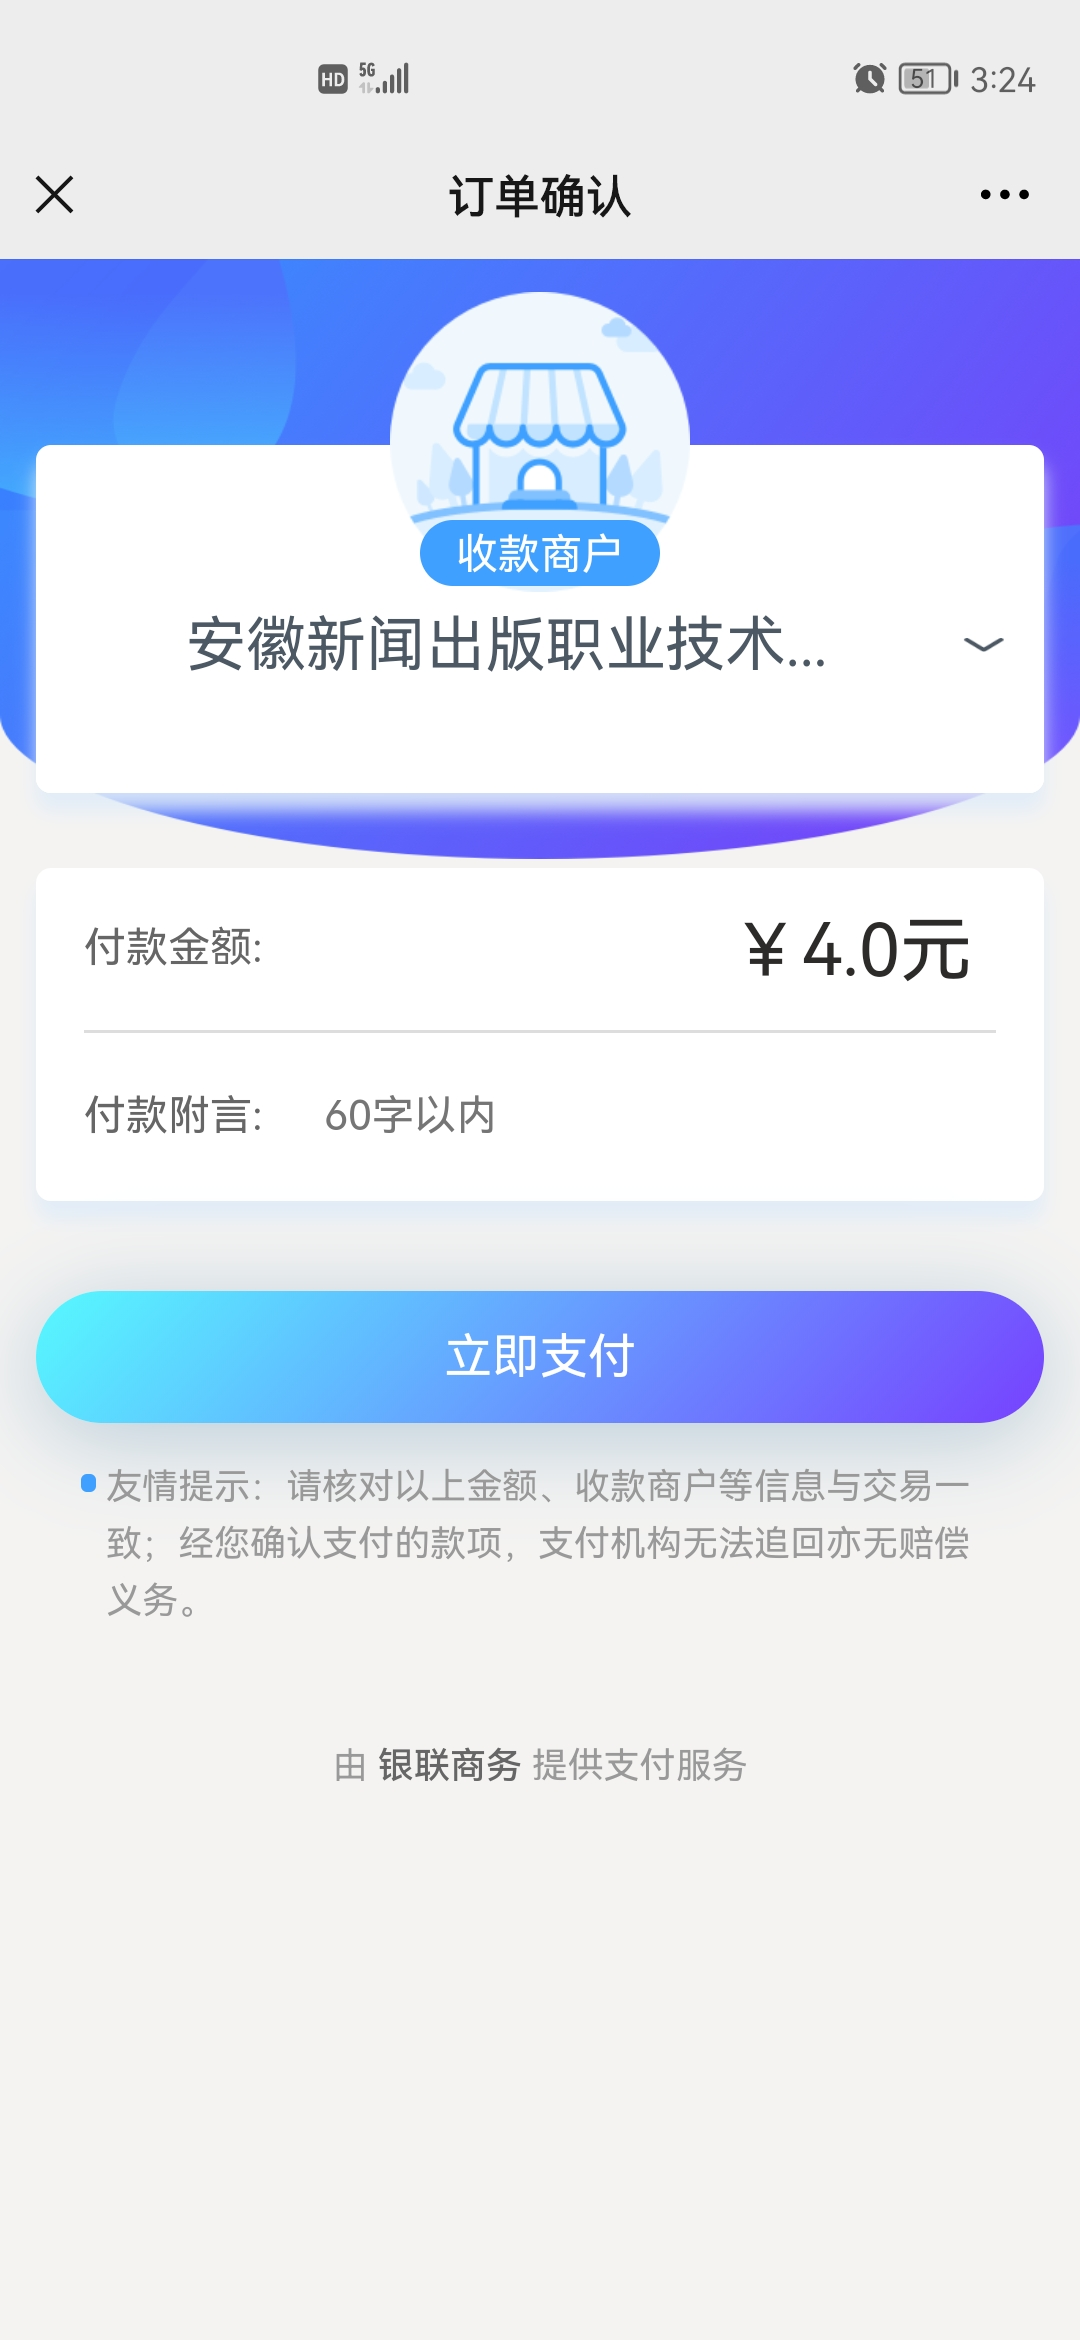 HD 5G 51 3:24
订单确认
收款商户
安徽新闻出版职业技术...
付款金额: ¥ 4.0元
付款附言: 60字以内
立即支付
友情提示：请核对以上金额、收款商户等信息与交易一
致；经您确认支付的款项，支付机构无法追回亦无赔偿
义务。
由 银联商务 提供支付服务